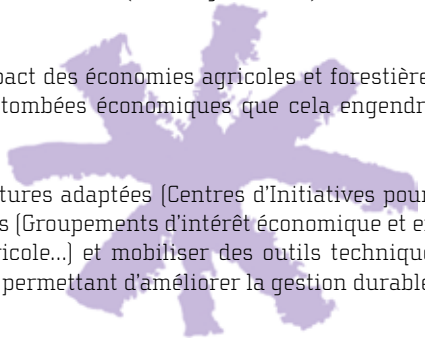 des économies agricoles et forestière
tombées économiques que cela engendr
tures adaptées (Centres d'Initiatives pour
s (Groupements d'intérêt économique et e
ricole...) et mobiliser des outils technique
permettant d'améliorer la gestion durable